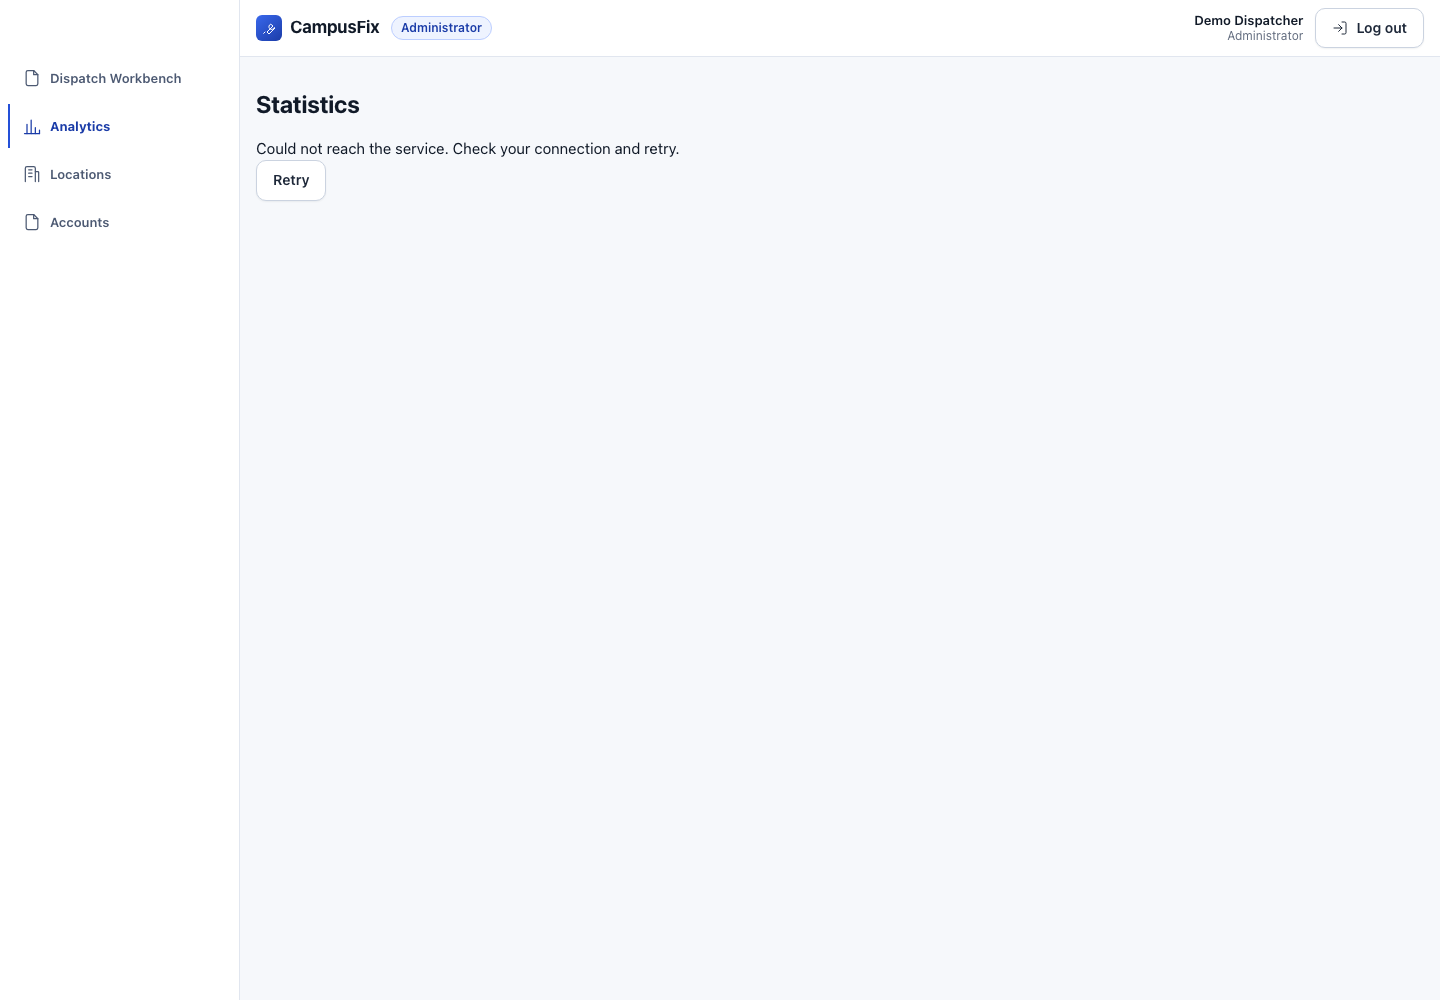 CampusFix
Administrator
Demo Dispatcher
Administrator
Log out
Dispatch Workbench
Analytics
Locations
Accounts
Statistics
Could not reach the service. Check your connection and retry.
Retry